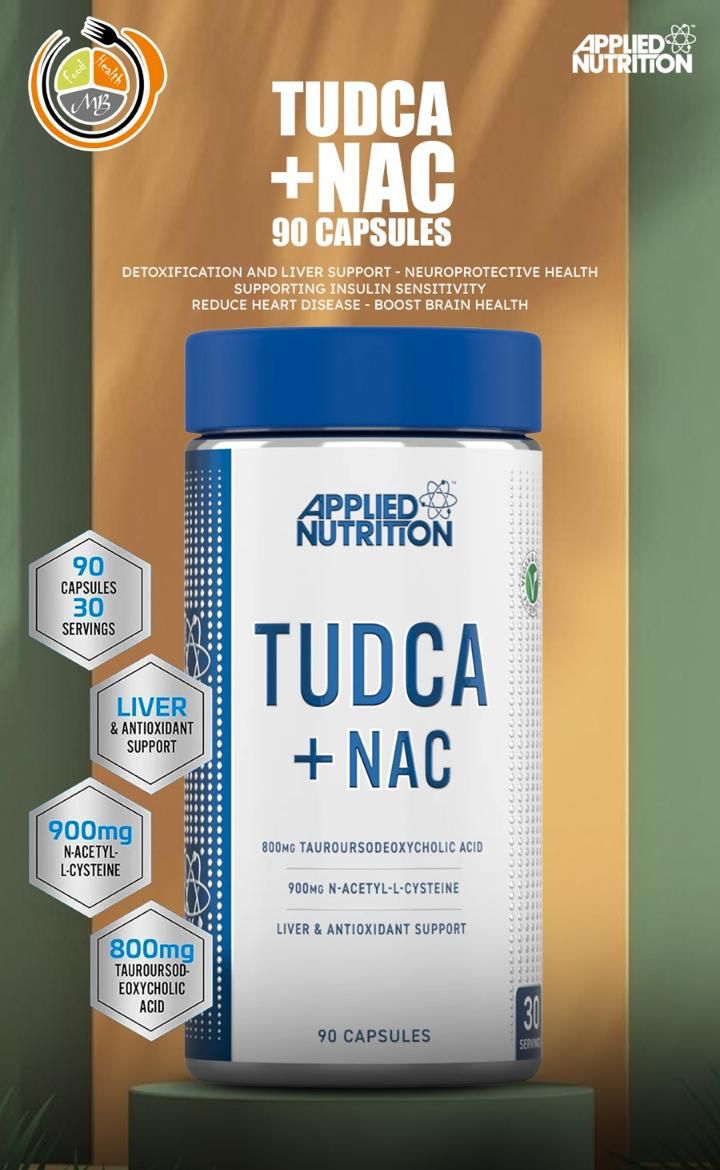 Food
Health
MB
APPLIED
NUTRITION
TUDCA
+NAC
90 CAPSULES
DETOXIFICATION AND LIVER SUPPORT - NEUROPROTECTIVE HEALTH
SUPPORTING INSULIN SENSITIVITY
REDUCE HEART DISEASE - BOOST BRAIN HEALTH
APPLIED
NUTRITION
TUDCA
+ NAC
800MG TAUROURSODEOXYCHOLIC ACID
900MG N-ACETYL-L-CYSTEINE
LIVER & ANTIOXIDANT SUPPORT
90 CAPSULES
30
90
CAPSULES
30
SERVINGS
LIVER
& ANTIOXIDANT
SUPPORT
900mg
N-ACETYL-
L-CYSTEINE
800mg
TAUROURSOD-
EOXYCHOLIC
ACID